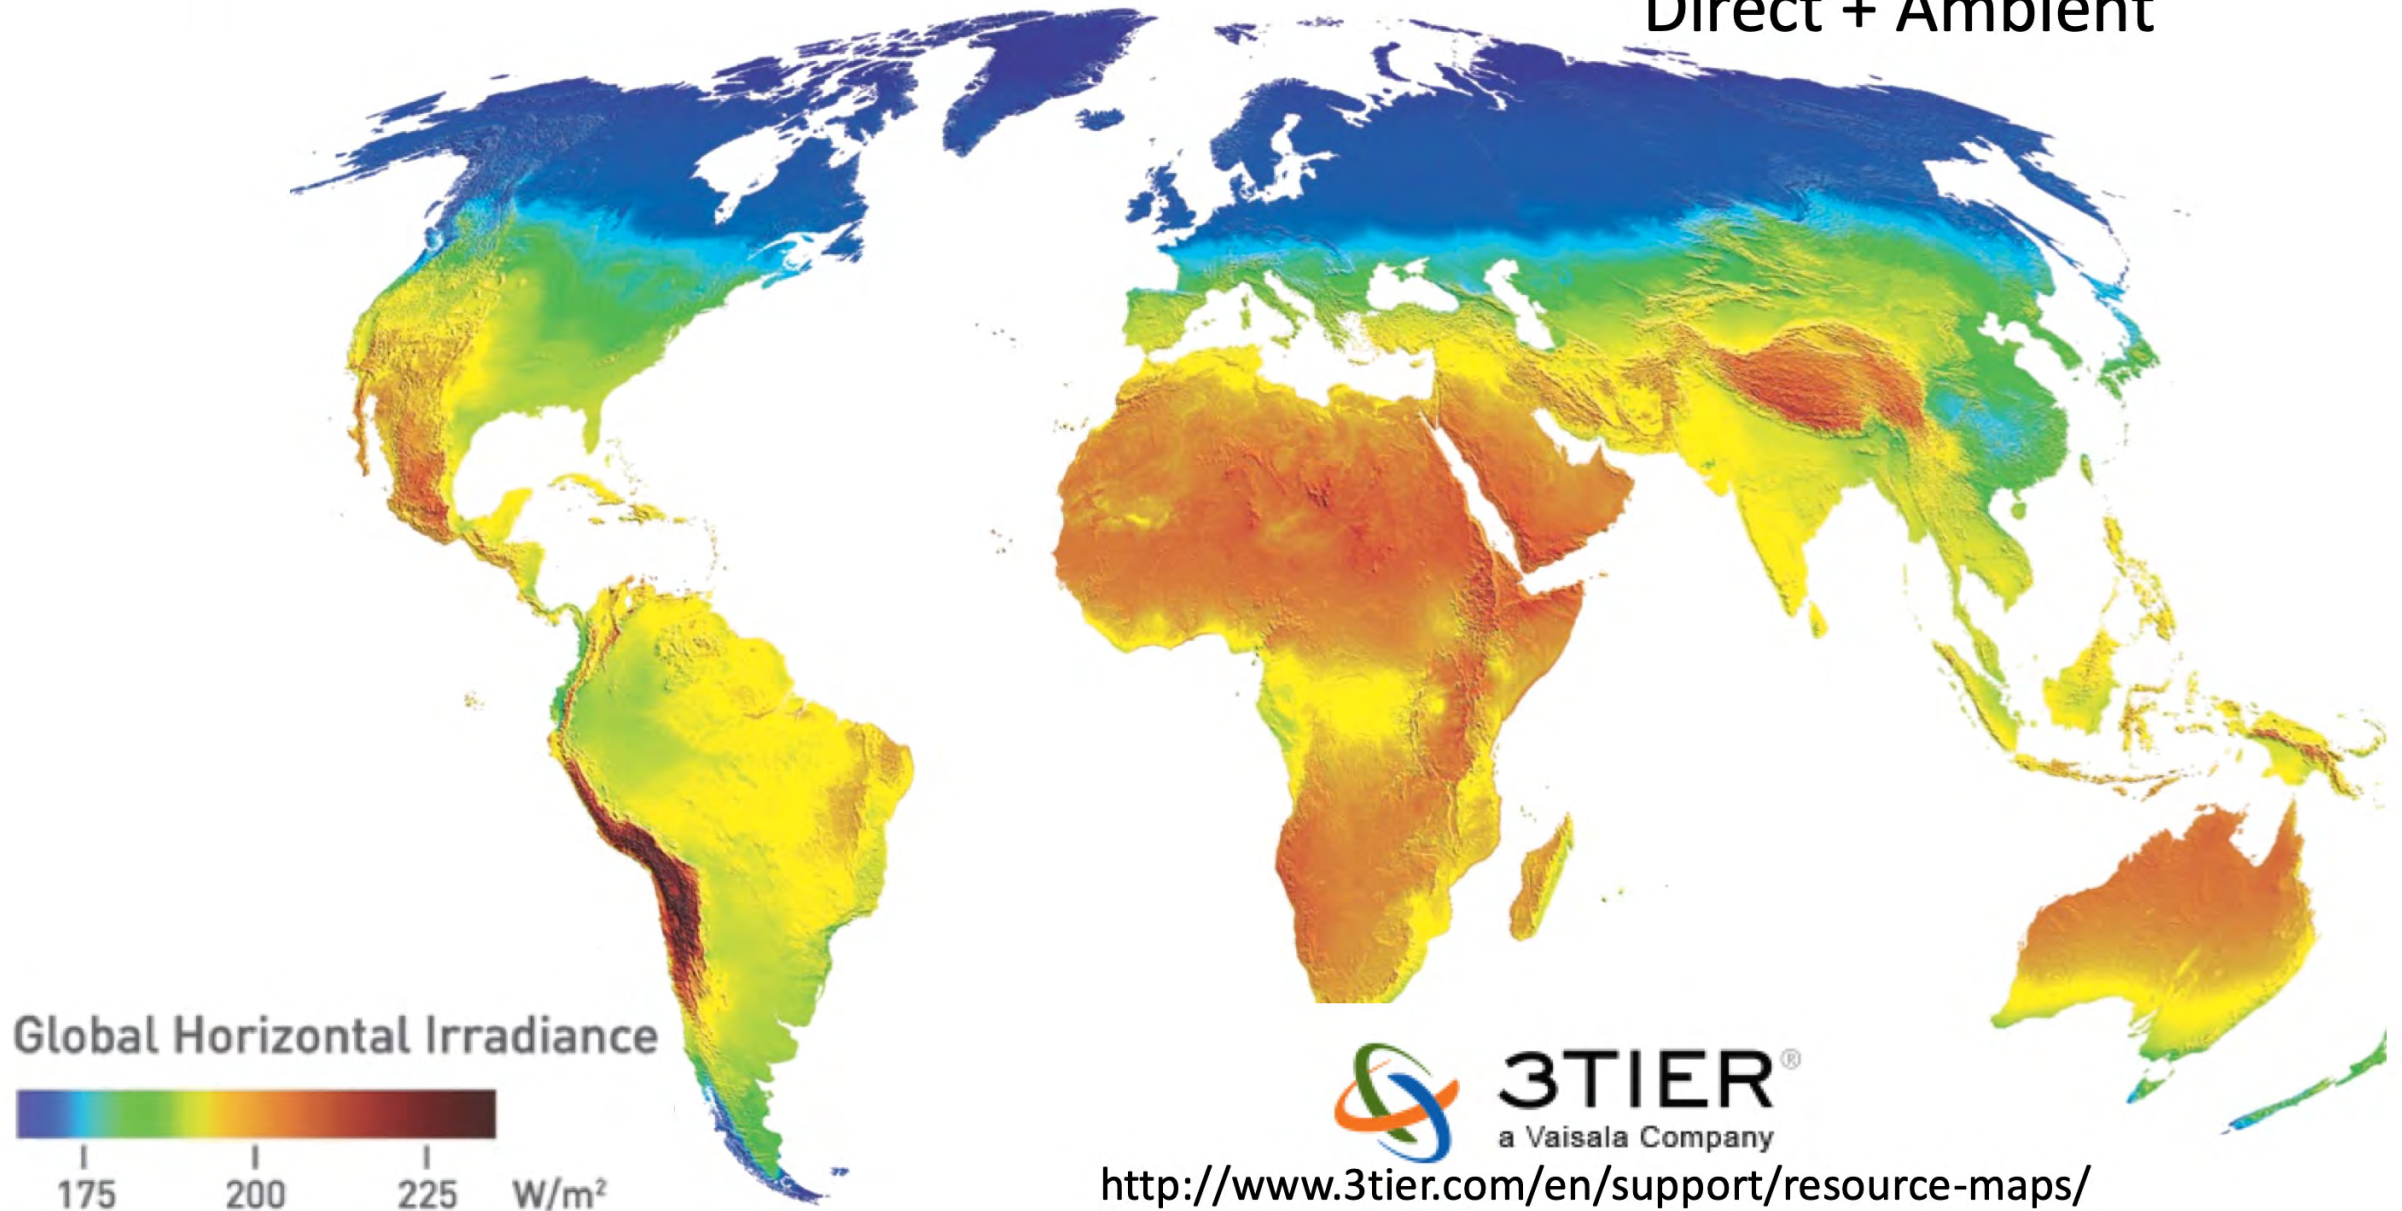 Direct + Ambient
Global Horizontal Irradiance
175 200 225 W/m²
3TIER®
a Vaisala Company
http://www.3tier.com/en/support/resource-maps/